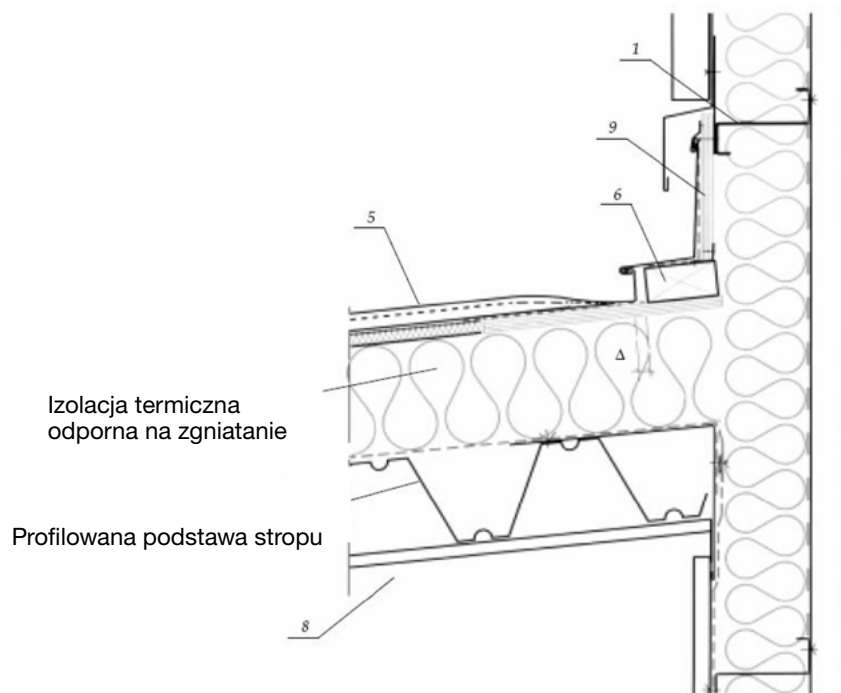 1
9
6
5
Δ
Izolacja termiczna
odporna na zgniatanie
Profilowana podstawa stropu
8